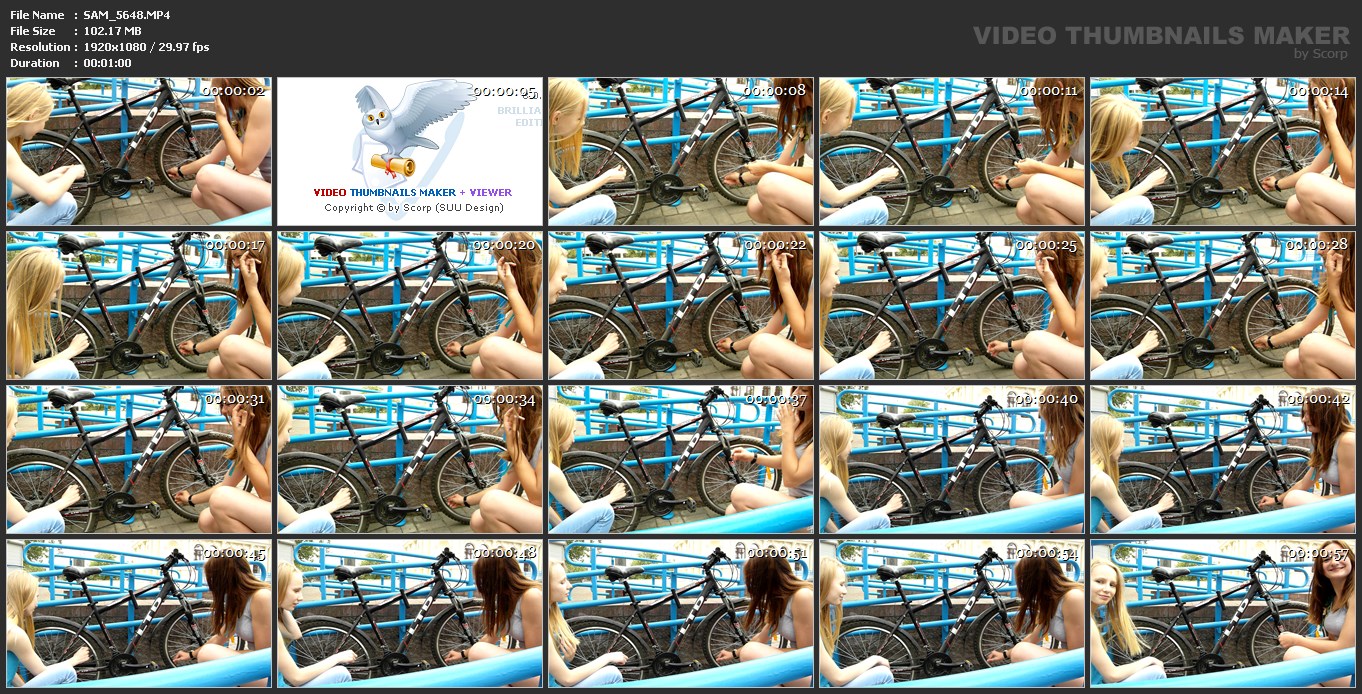 File Name : SAM_5648.MP4
File Size : 102.17 MB
Resolution : 1920x1080 / 29.97 fps
Duration : 00:01:00
VIDEO THUMBNAILS MAKER
by Scorp
00:00:02
00:00:05
BRILLIA
EDITI
VIDEO THUMBNAILS MAKER + VIEWER
Copyright © by Scorp (SUU Design)
00:00:08
00:00:11
00:00:14
00:00:17
00:00:20
00:00:22
00:00:25
00:00:28
00:00:31
00:00:34
00:00:37
00:00:40
00:00:42
00:00:45
00:00:48
00:00:51
00:00:54
00:00:57